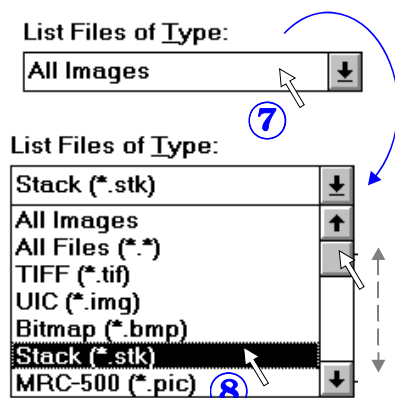 List Files of Type:
All Images
7
List Files of Type:
Stack (*.stk)
All Images
All Files (*.*)
TIFF (*.tif)
UIC (*.img)
Bitmap (*.bmp)
Stack (*.stk)
MRC-500 (*.pic)
8